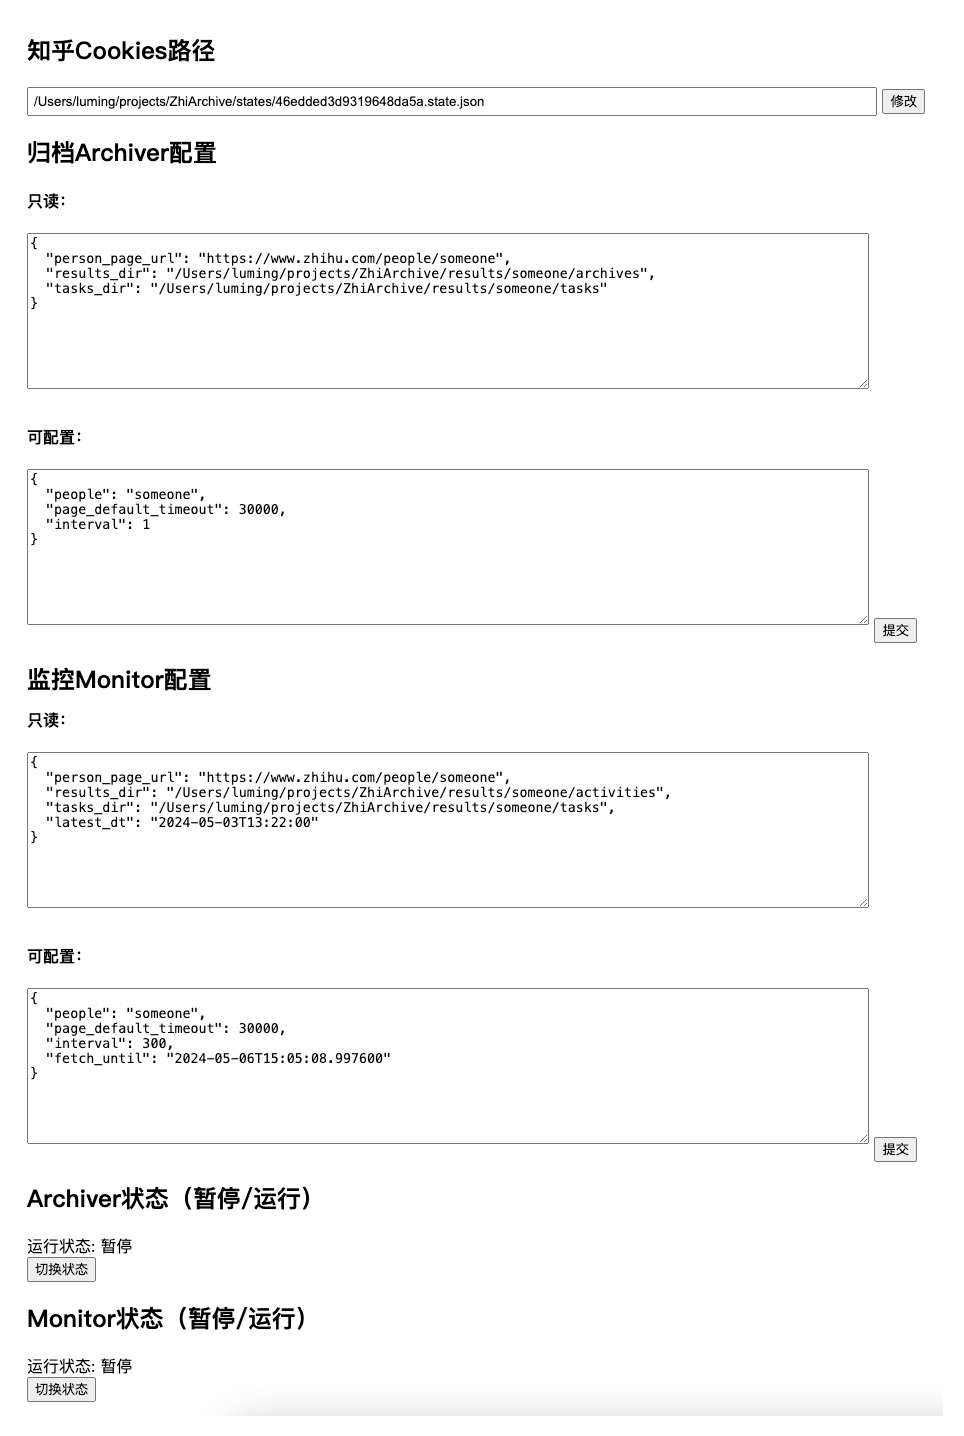 知乎Cookies路径
/Users/luming/projects/ZhiArchive/states/46edded3d9319648da5a.state.json
修改
归档Archiver配置
只读：
{
  "person_page_url": "https://www.zhihu.com/people/someone",
  "results_dir": "/Users/luming/projects/ZhiArchive/results/someone/archives",
  "tasks_dir": "/Users/luming/projects/ZhiArchive/results/someone/tasks"
}
可配置：
{
  "people": "someone",
  "page_default_timeout": 30000,
  "interval": 1
}
提交
监控Monitor配置
只读：
{
  "person_page_url": "https://www.zhihu.com/people/someone",
  "results_dir": "/Users/luming/projects/ZhiArchive/results/someone/activities",
  "tasks_dir": "/Users/luming/projects/ZhiArchive/results/someone/tasks",
  "latest_dt": "2024-05-03T13:22:00"
}
可配置：
{
  "people": "someone",
  "page_default_timeout": 30000,
  "interval": 300,
  "fetch_until": "2024-05-06T15:05:08.997600"
}
提交
Archiver状态（暂停/运行）
运行状态: 暂停
切换状态
Monitor状态（暂停/运行）
运行状态: 暂停
切换状态